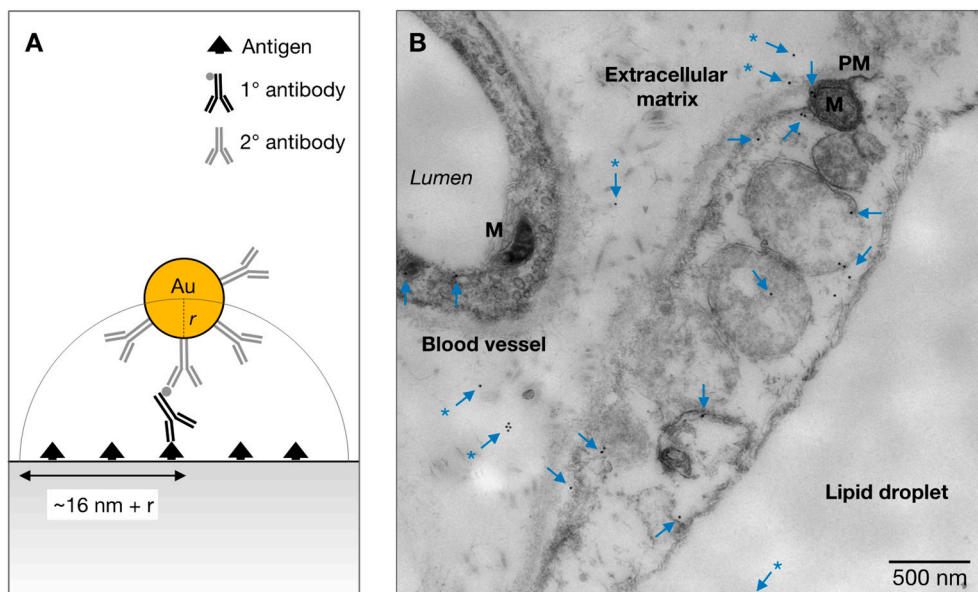 A
Antigen
1° antibody
2° antibody
Au
r
~16 nm + r
B
*
*
PM
Extracellular
matrix
M
*
Lumen
M
Blood vessel
*
*
Lipid droplet
*
500 nm